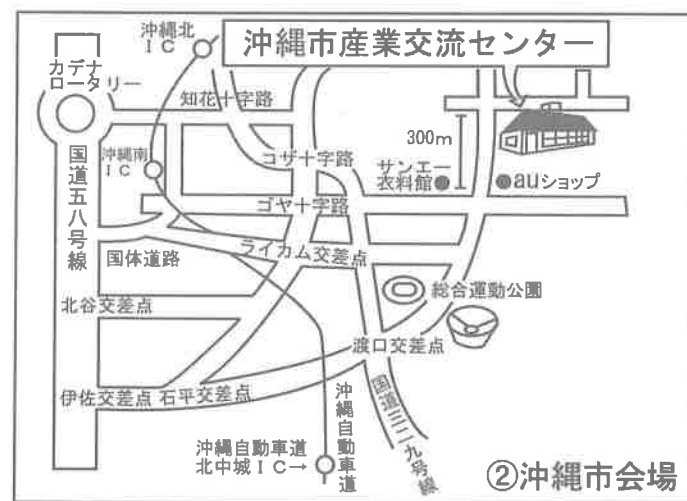 沖縄北
ＩＣ
沖縄市産業交流センター
カデナ
ロータリー
知花十字路
300m
沖縄南
ＩＣ
コザ十字路
サンエー
衣料館
auショップ
国道五八号線
ゴヤ十字路
国体道路
ライカム交差点
総合運動公園
北谷交差点
渡口交差点
伊佐交差点
石平交差点
国道三二九号線
沖縄自動車道
沖縄自動車道
北中城ＩＣ→
②沖縄市会場